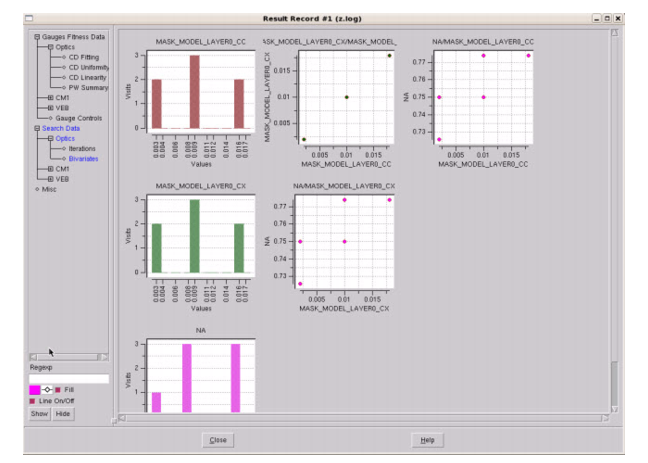 Result Record #1 (z.log)
Gauges Fitness Data
Optics
CD Fitting
CD Uniformity
CD Linearity
PW Summary
CM1
VEB
Gauge Controls
Search Data
Optics
Iterations
Bivariates
CM1
VEB
Misc
Regexp
Fill
Line On/Off
Show Hide
MASK_MODEL_LAYER0_CC
3
2
1
0
Visits
0.003 0.004 0.006 0.008 0.009 0.011 0.012 0.014 0.016 0.017
Values
ASK_MODEL_LAYER0_CX/MASK_MODEL_
MASK_MODEL_LAYER0_CX
0.015
0.01
0.005
0.005 0.01 0.015
MASK_MODEL_LAYER0_CC
NA/MASK_MODEL_LAYER0_CC
NA
0.77
0.76
0.75
0.74
0.73
0.005 0.01 0.015
MASK_MODEL_LAYER0_CC
MASK_MODEL_LAYER0_CX
3
2
1
0
Visits
0.003 0.004 0.006 0.008 0.009 0.011 0.012 0.014 0.016 0.017
Values
NA/MASK_MODEL_LAYER0_CX
NA
0.77
0.76
0.75
0.74
0.73
0.005 0.01 0.015
MASK_MODEL_LAYER0_CX
NA
3
2
1
Visits
Close Help